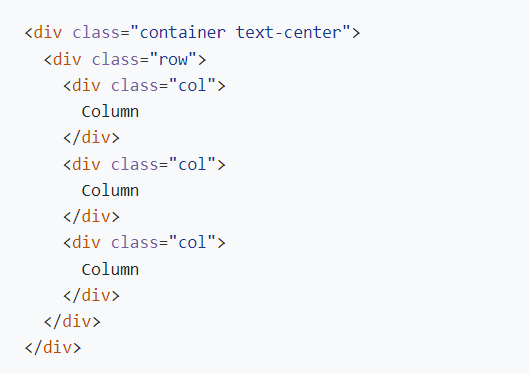 <div class="container text-center">
  <div class="row">
    <div class="col">
      Column
    </div>
    <div class="col">
      Column
    </div>
    <div class="col">
      Column
    </div>
  </div>
</div>